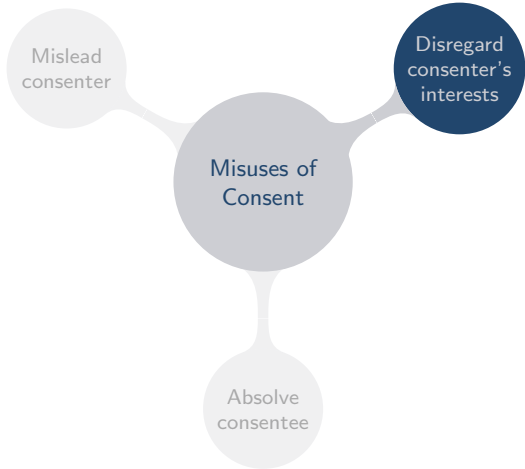 Mislead
consenter
Disregard
consenter's
interests
Misuses of
Consent
Absolve
consentee